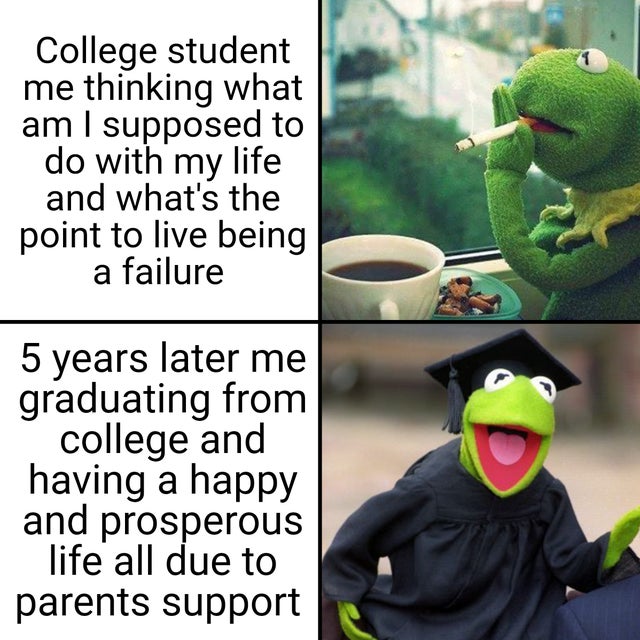 College student
me thinking what
am I supposed to
do with my life
and what's the
point to live being
a failure
5 years later me
graduating from
college and
having a happy
and prosperous
life all due to
parents support